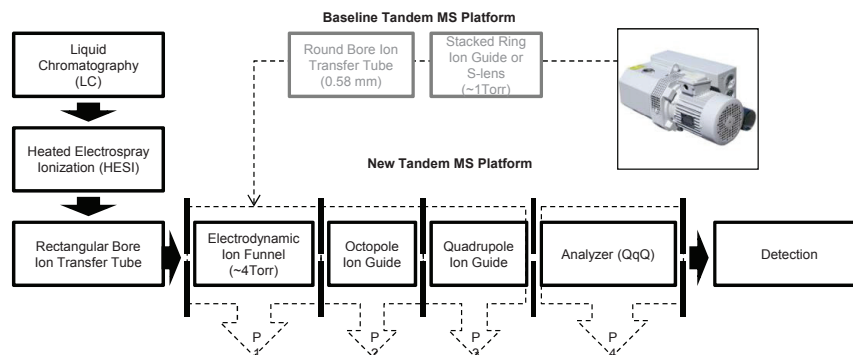 Baseline Tandem MS Platform
Liquid
Chromatography
(LC)
Round Bore Ion
Transfer Tube
(0.58 mm)
Stacked Ring
Ion Guide or
S-lens
(~1Torr)
Heated Electrospray
Ionization (HESI)
New Tandem MS Platform
Rectangular Bore
Ion Transfer Tube
Electrodynamic
Ion Funnel
(~4Torr)
Octopole
Ion Guide
Quadrupole
Ion Guide
Analyzer (QqQ)
Detection
P
1
P
2
P
3
P
4